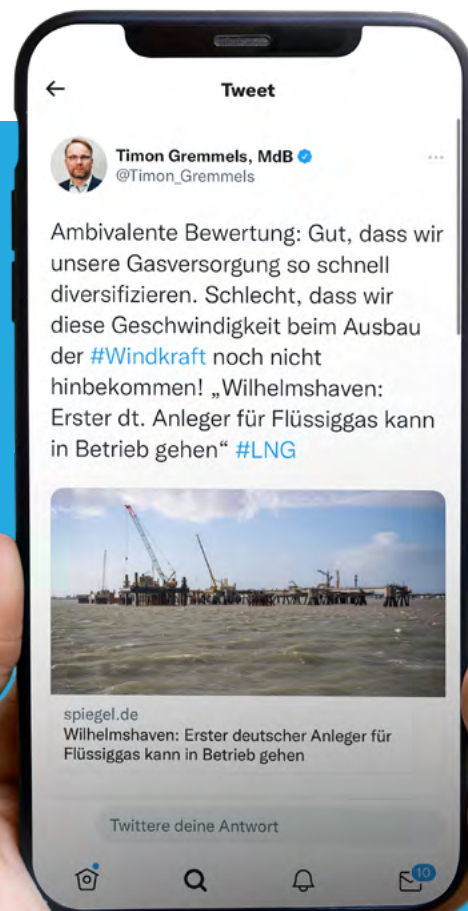 Tweet
Timon Gremmels, MdB
@Timon_Gremmels
Ambivalente Bewertung: Gut, dass wir
unsere Gasversorgung so schnell
diversifizieren. Schlecht, dass wir
diese Geschwindigkeit beim Ausbau
der #Windkraft noch nicht
hinbekommen! „Wilhelmshaven:
Erster dt. Anleger für Flüssiggas kann
in Betrieb gehen“ #LNG
spiegel.de
Wilhelmshaven: Erster deutscher Anleger für
Flüssiggas kann in Betrieb gehen
Twittere deine Antwort
10